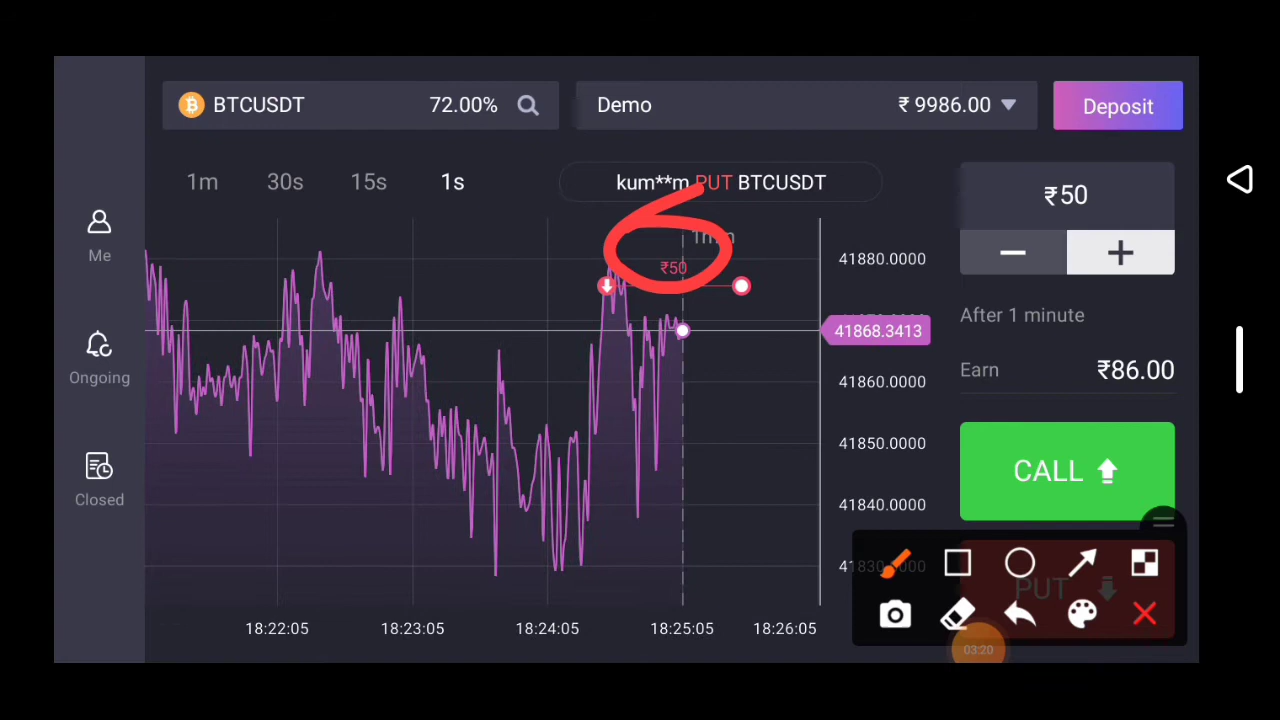 BTCUSDT 72.00%
Demo ₹ 9986.00
Deposit
1m 30s 15s 1s
kum**m PUT BTCUSDT
₹50
₹50
Me
Ongoing
Closed
41880.0000
41868.3413
41860.0000
41850.0000
41840.0000
After 1 minute
Earn ₹86.00
CALL
PUT
18:22:05 18:23:05 18:24:05 18:25:05 18:26:05
03:20